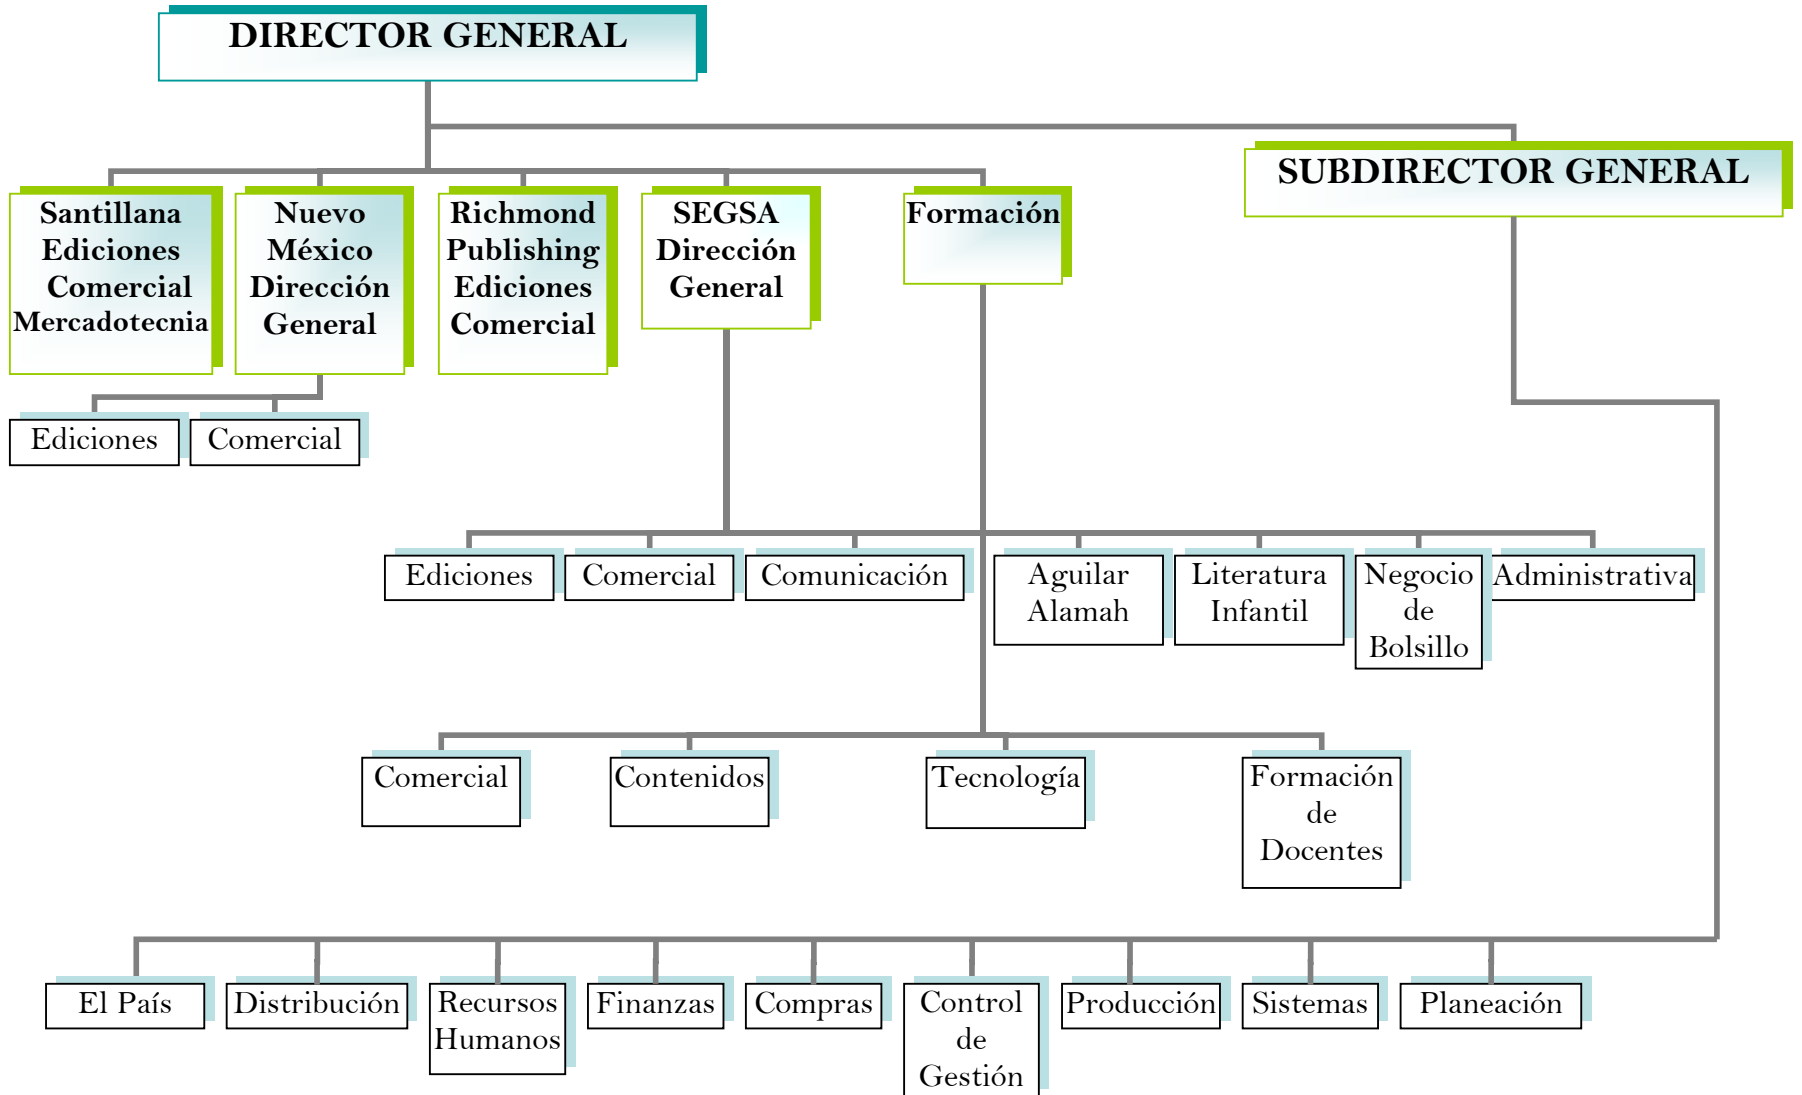 DIRECTOR GENERAL
SUBDIRECTOR GENERAL
Santillana
Ediciones
Comercial
Mercadotecnia
Nuevo
México
Dirección
General
Richmond
Publishing
Ediciones
Comercial
SEGSA
Dirección
General
Formación
Ediciones
Comercial
Ediciones
Comercial
Comunicación
Aguilar
Alamah
Literatura
Infantil
Negocio
de
Bolsillo
Administrativa
Comercial
Contenidos
Tecnología
Formación
de
Docentes
El País
Distribución
Recursos
Humanos
Finanzas
Compras
Control
de
Gestión
Producción
Sistemas
Planeación